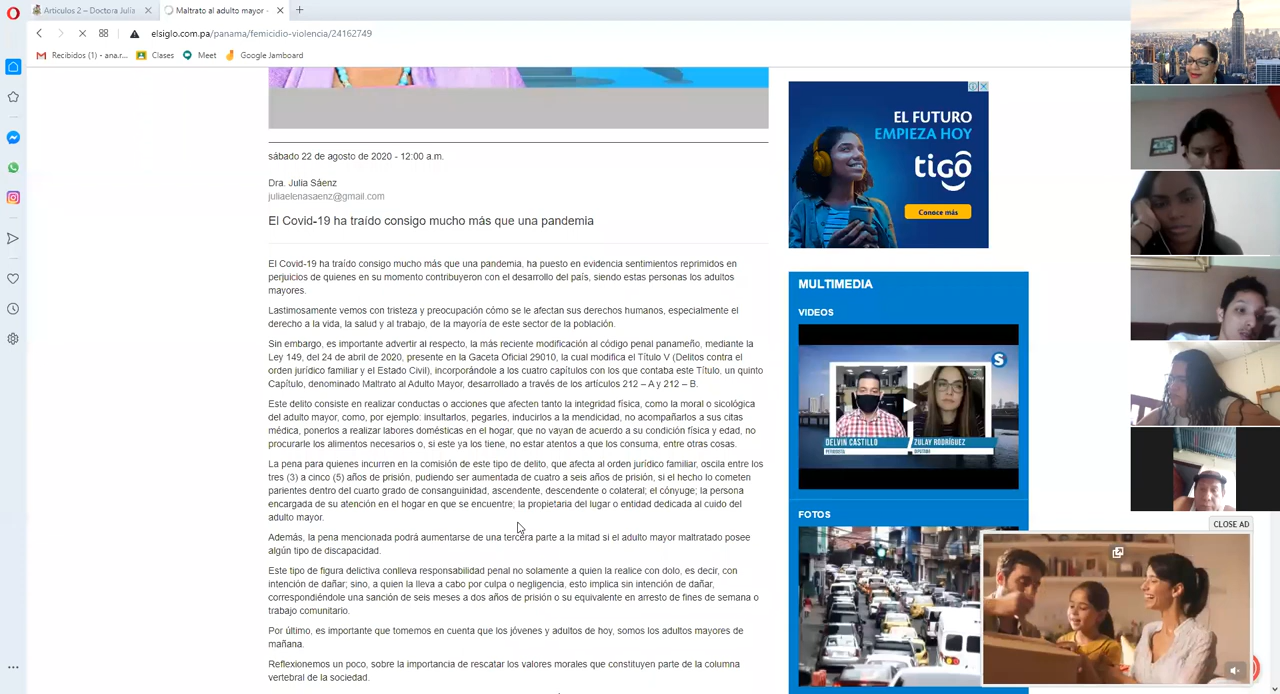 Articulos 2 – Doctora Julia
Maltrato al adulto mayor -
elsiglo.com.pa/panama/femicidio-violencia/24162749
Recibidos (1) - ana.r...
Clases
Meet
Google Jamboard
sábado 22 de agosto de 2020 - 12:00 a.m.
Dra. Julia Sáenz
juliaelenasaenz@gmail.com
El Covid-19 ha traído consigo mucho más que una pandemia
El Covid-19 ha traído consigo mucho más que una pandemia, ha puesto en evidencia sentimientos reprimidos en
perjuicios de quienes en su momento contribuyeron con el desarrollo del país, siendo estas personas los adultos
mayores.
Lastimosamente vemos con tristeza y preocupación cómo se le afectan sus derechos humanos, especialmente el
derecho a la vida, la salud y al trabajo, de la mayoría de este sector de la población.
Sin embargo, es importante advertir al respecto, la más reciente modificación al código penal panameño, mediante la
Ley 149, del 24 de abril de 2020, presente en la Gaceta Oficial 29010, la cual modifica el Título V (Delitos contra el
orden jurídico familiar y el Estado Civil), incorporándole a los cuatro capítulos con los que contaba este Título, un quinto
Capítulo, denominado Maltrato al Adulto Mayor, desarrollado a través de los artículos 212 – A y 212 – B.
Este delito consiste en realizar conductas o acciones que afecten tanto la integridad física, como la moral o sicológica
del adulto mayor, como, por ejemplo: insultarlos, pegarles, inducirlos a la mendicidad, no acompañarlos a sus citas
médica, ponerlos a realizar labores domésticas en el hogar, que no vayan de acuerdo a su condición física y edad, no
procurarle los alimentos necesarios o, si este ya los tiene, no estar atentos a que los consuma, entre otras cosas.
La pena para quienes incurren en la comisión de este tipo de delito, que afecta al orden jurídico familiar, oscila entre los
tres (3) a cinco (5) años de prisión, pudiendo ser aumentada de cuatro a seis años de prisión, si el hecho lo cometen
parientes dentro del cuarto grado de consanguinidad, ascendente, descendente o colateral; el cónyuge; la persona
encargada de su atención en el hogar en que se encuentre; la propietaria del lugar o entidad dedicada al cuido del
adulto mayor.
Además, la pena mencionada podrá aumentarse de una tercera parte a la mitad si el adulto mayor maltratado posee
algún tipo de discapacidad.
Este tipo de figura delictiva conlleva responsabilidad penal no solamente a quien la realice con dolo, es decir, con
intención de dañar; sino, a quien la lleva a cabo por culpa o negligencia, esto implica sin intención de dañar,
correspondiéndole una sanción de seis meses a dos años de prisión o su equivalente en arresto de fines de semana o
trabajo comunitario.
Por último, es importante que tomemos en cuenta que los jóvenes y adultos de hoy, somos los adultos mayores de
mañana.
Reflexionemos un poco, sobre la importancia de rescatar los valores morales que constituyen parte de la columna
vertebral de la sociedad.
EL FUTURO
EMPIEZA HOY
tigo
Conoce más
MULTIMEDIA
VIDEOS
S
DELVIN CASTILLO
PERIODISTA
ZULAY RODRÍGUEZ
DIPUTADA
FOTOS
CLOSE AD